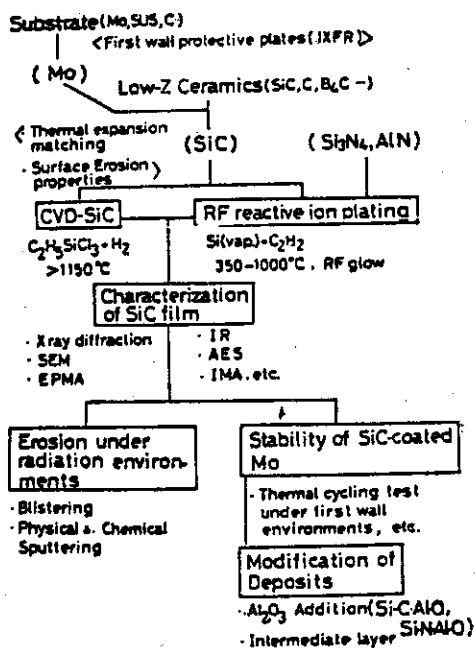 Substrate(Mo,SUS,C·)
<First wall protective plates(JXFR)>
(Mo)
Low-Z Ceramics(SiC,C,B₄C –)
< Thermal expansion
matching
· Surface Erosion >
properties
(SiC)
(Si₃N₄,AlN)
CVD-SiC
RF reactive ion plating
C₂H₅SiCl₃+H₂
>1150°C
Si(vap.)+C₂H₂
350–1000°C, RF glow
Characterization
of SiC film
· Xray diffraction
· SEM
· EPMA
· IR
· AES
· IMA.etc.
Erosion under
radiation environ-
ments
· Blistering
· Physical &. Chemical
Sputtering
Stability of SiC-coated
Mo
· Thermal cycling test
under first wall
environments, etc.
Modification of
Deposits
· Al₂O₃ Addition(Si-C-Al-O,
Si-N-Al-O)
· Intermediate layer